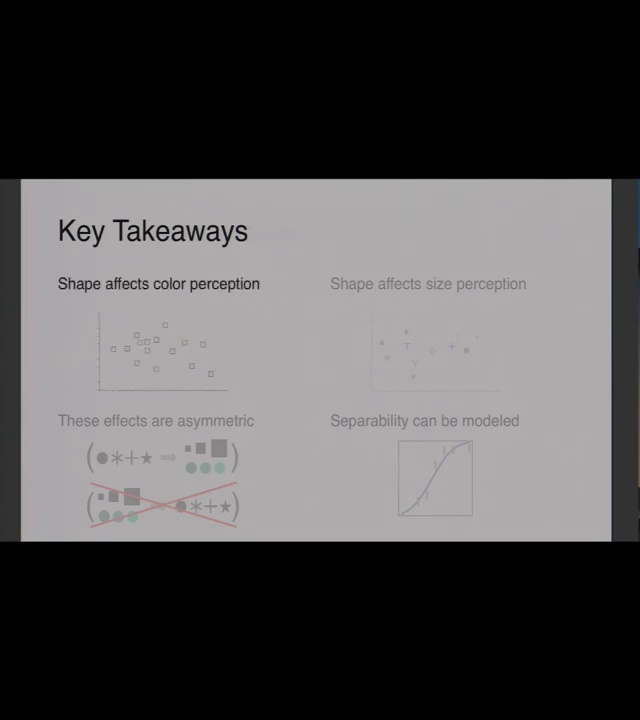 Key Takeaways
Shape affects color perception
Shape affects size perception
These effects are asymmetric
Separability can be modeled